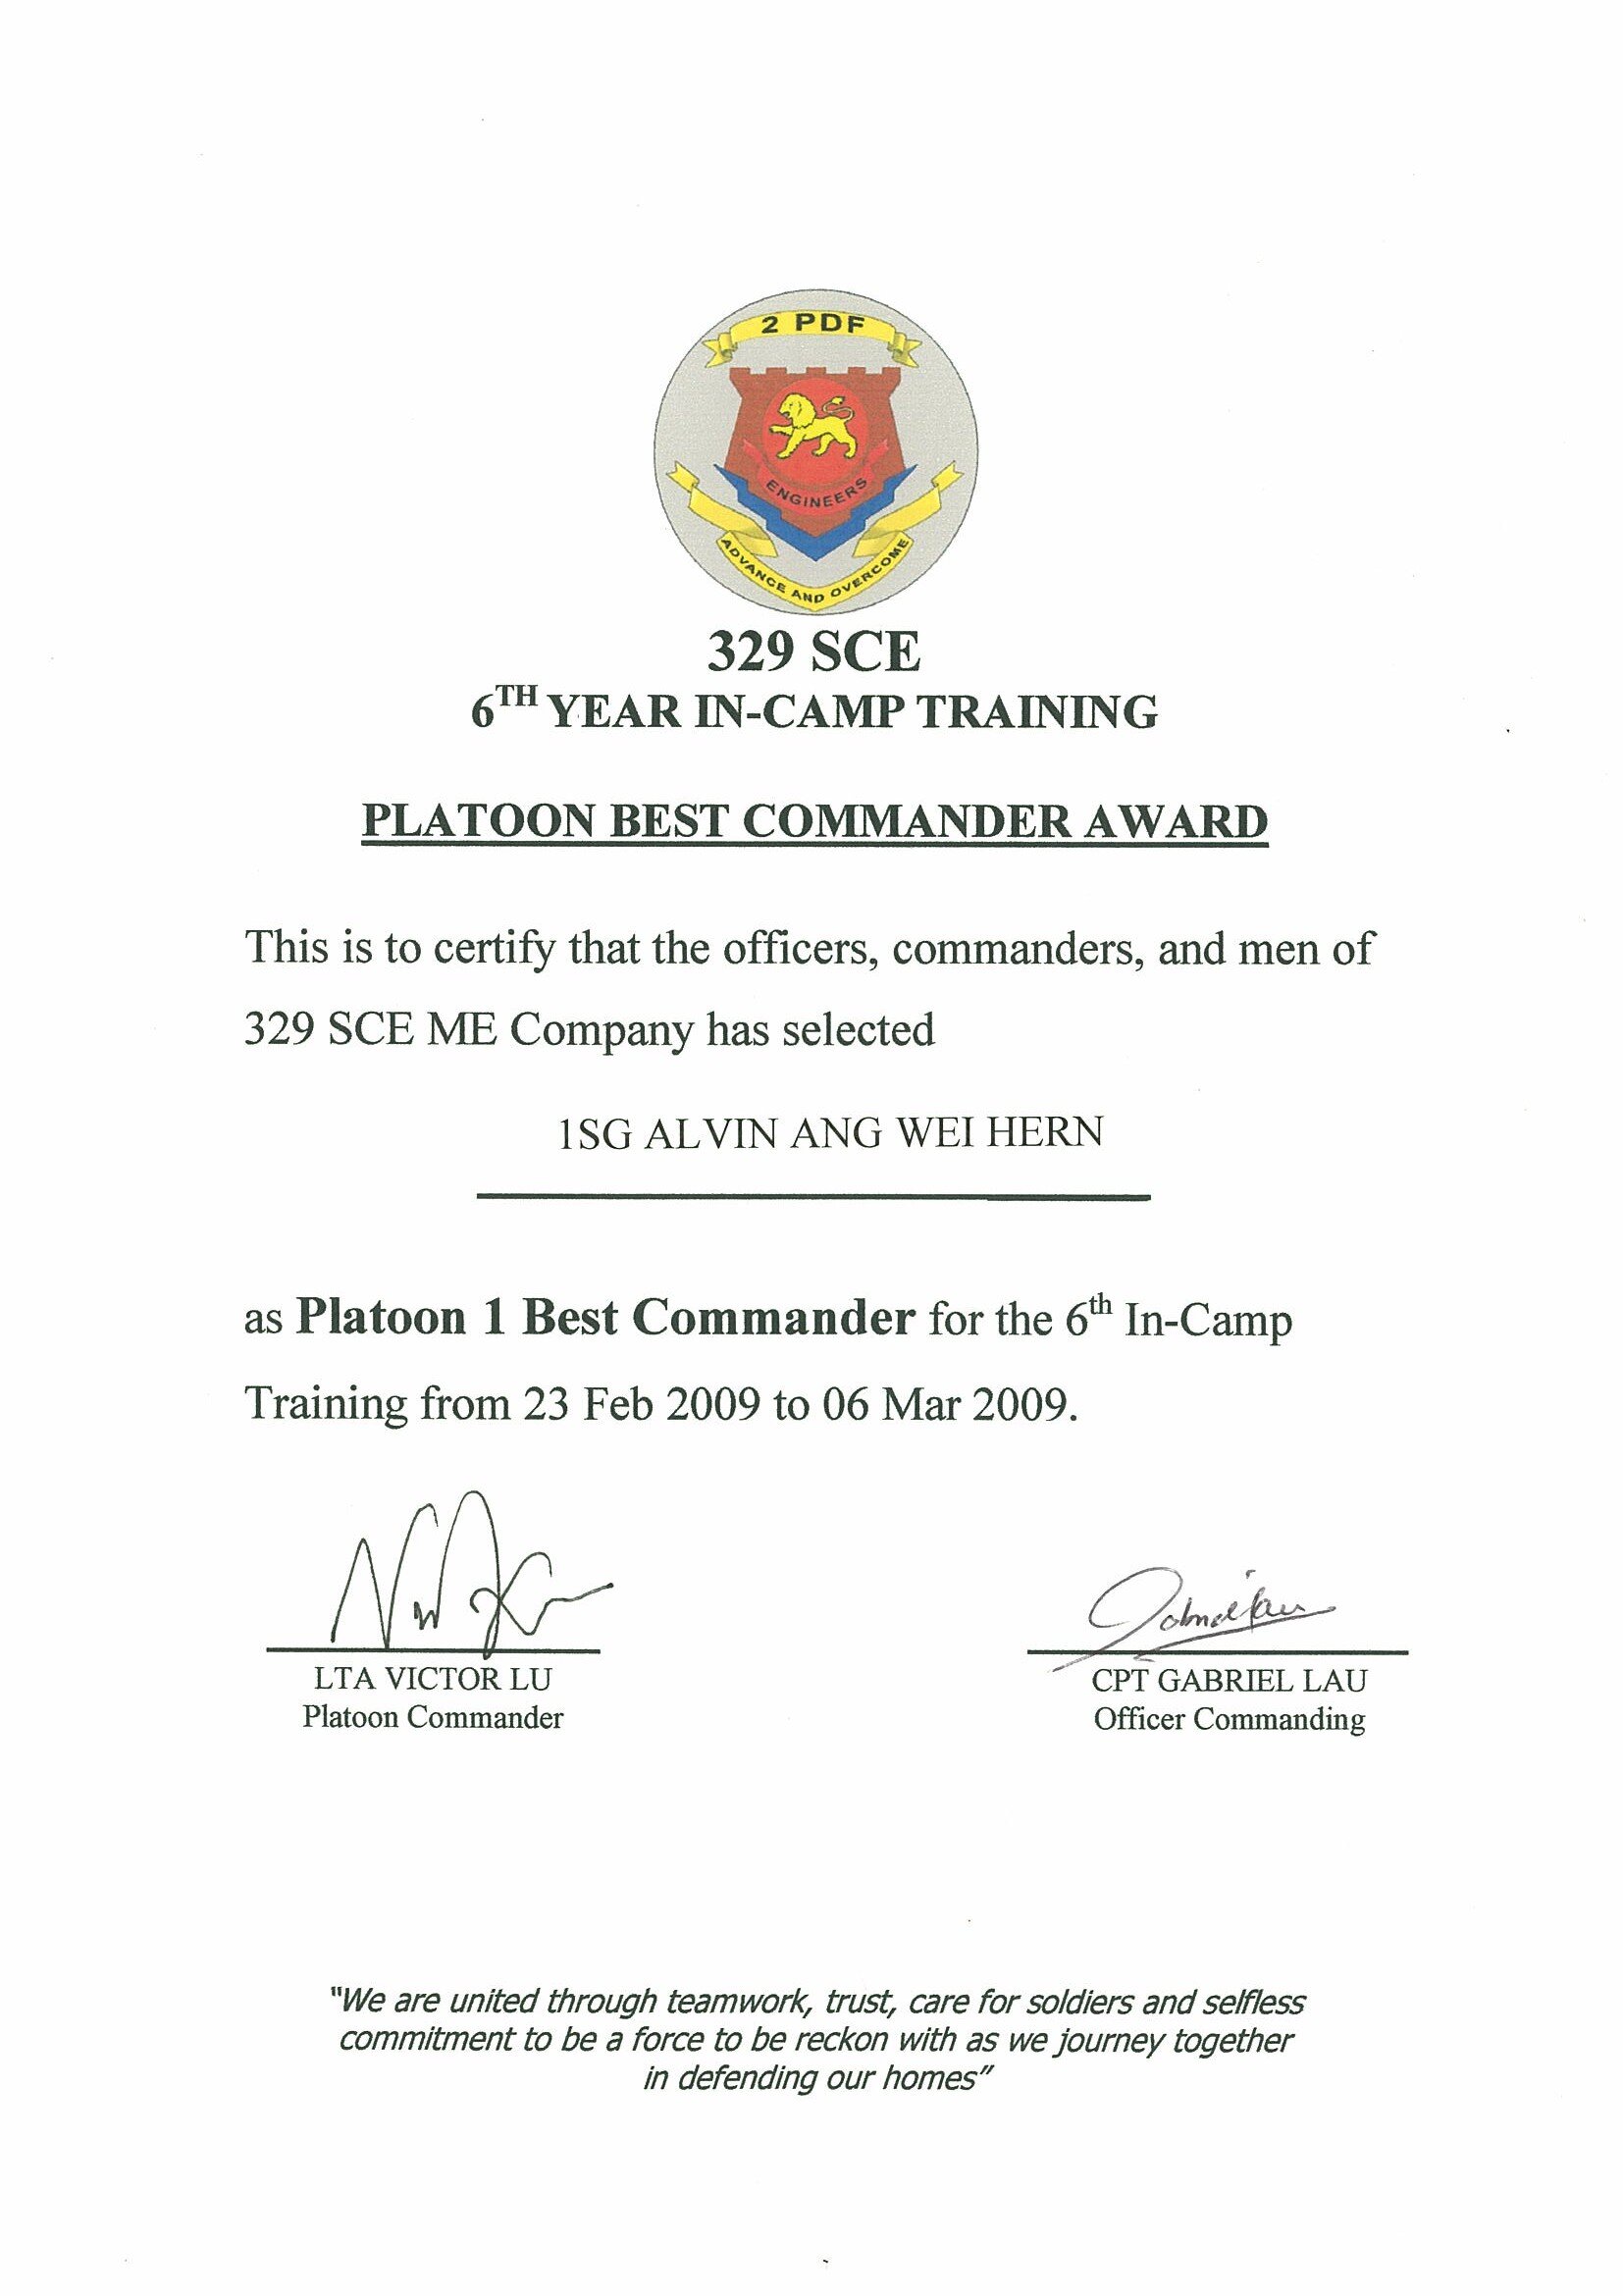 2 PDF
ENGINEERS
ADVANCE AND OVERCOME
329 SCE
6TH YEAR IN-CAMP TRAINING
PLATOON BEST COMMANDER AWARD
This is to certify that the officers, commanders, and men of
329 SCE ME Company has selected
1SG ALVIN ANG WEI HERN
as Platoon 1 Best Commander for the 6th In-Camp
Training from 23 Feb 2009 to 06 Mar 2009.
LTA VICTOR LU
Platoon Commander
CPT GABRIEL LAU
Officer Commanding
"We are united through teamwork, trust, care for soldiers and selfless
commitment to be a force to be reckon with as we journey together
in defending our homes"